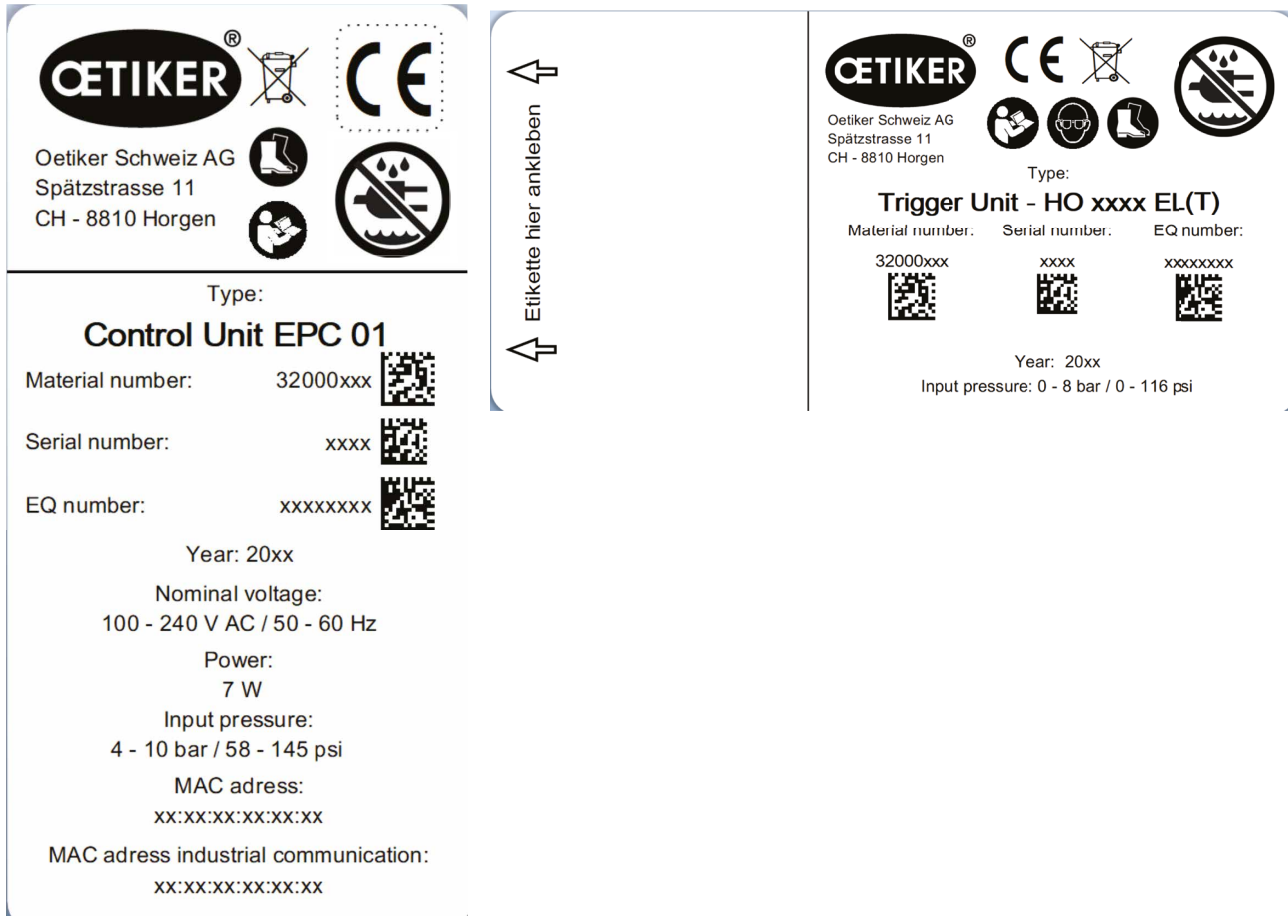 ŒTIKER®
CE
Oetiker Schweiz AG
Spätzstrasse 11
CH - 8810 Horgen
Type:
Control Unit EPC 01
Material number: 32000xxx
Serial number: xxxx
EQ number: xxxxxxxx
Year: 20xx
Nominal voltage:
100 - 240 V AC / 50 - 60 Hz
Power:
7 W
Input pressure:
4 - 10 bar / 58 - 145 psi
MAC adress:
xx:xx:xx:xx:xx:xx
MAC adress industrial communication:
xx:xx:xx:xx:xx:xx
Etikette hier ankleben
ŒTIKER®
CE
Oetiker Schweiz AG
Spätzstrasse 11
CH - 8810 Horgen
Type:
Trigger Unit - HO xxxx EL(T)
Material number: Serial number: EQ number:
32000xxx xxxx xxxxxxxx
Year: 20xx
Input pressure: 0 - 8 bar / 0 - 116 psi